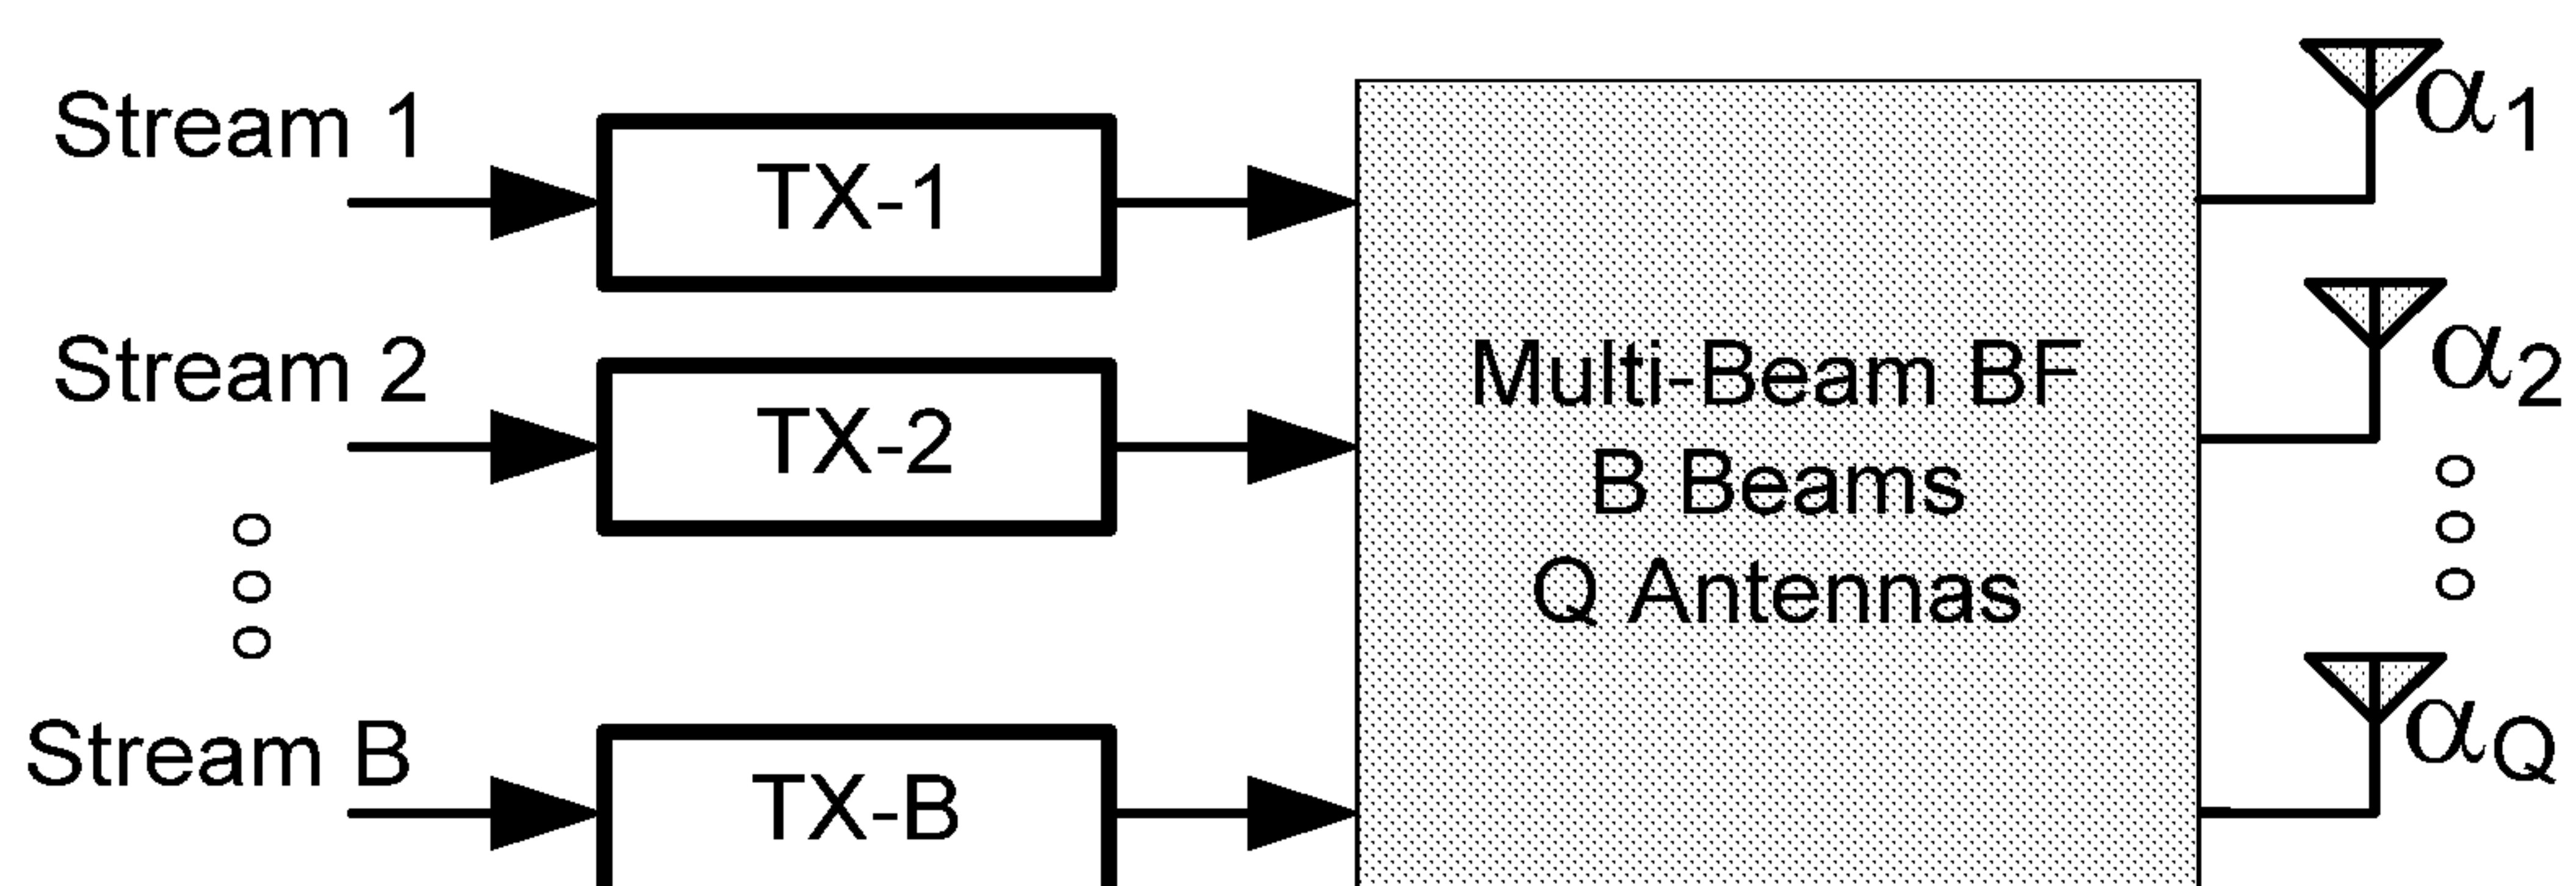 Stream 1
TX-1
α1
Stream 2
TX-2
α2
Multi-Beam BF
B Beams
Q Antennas
Stream B
TX-B
αQ